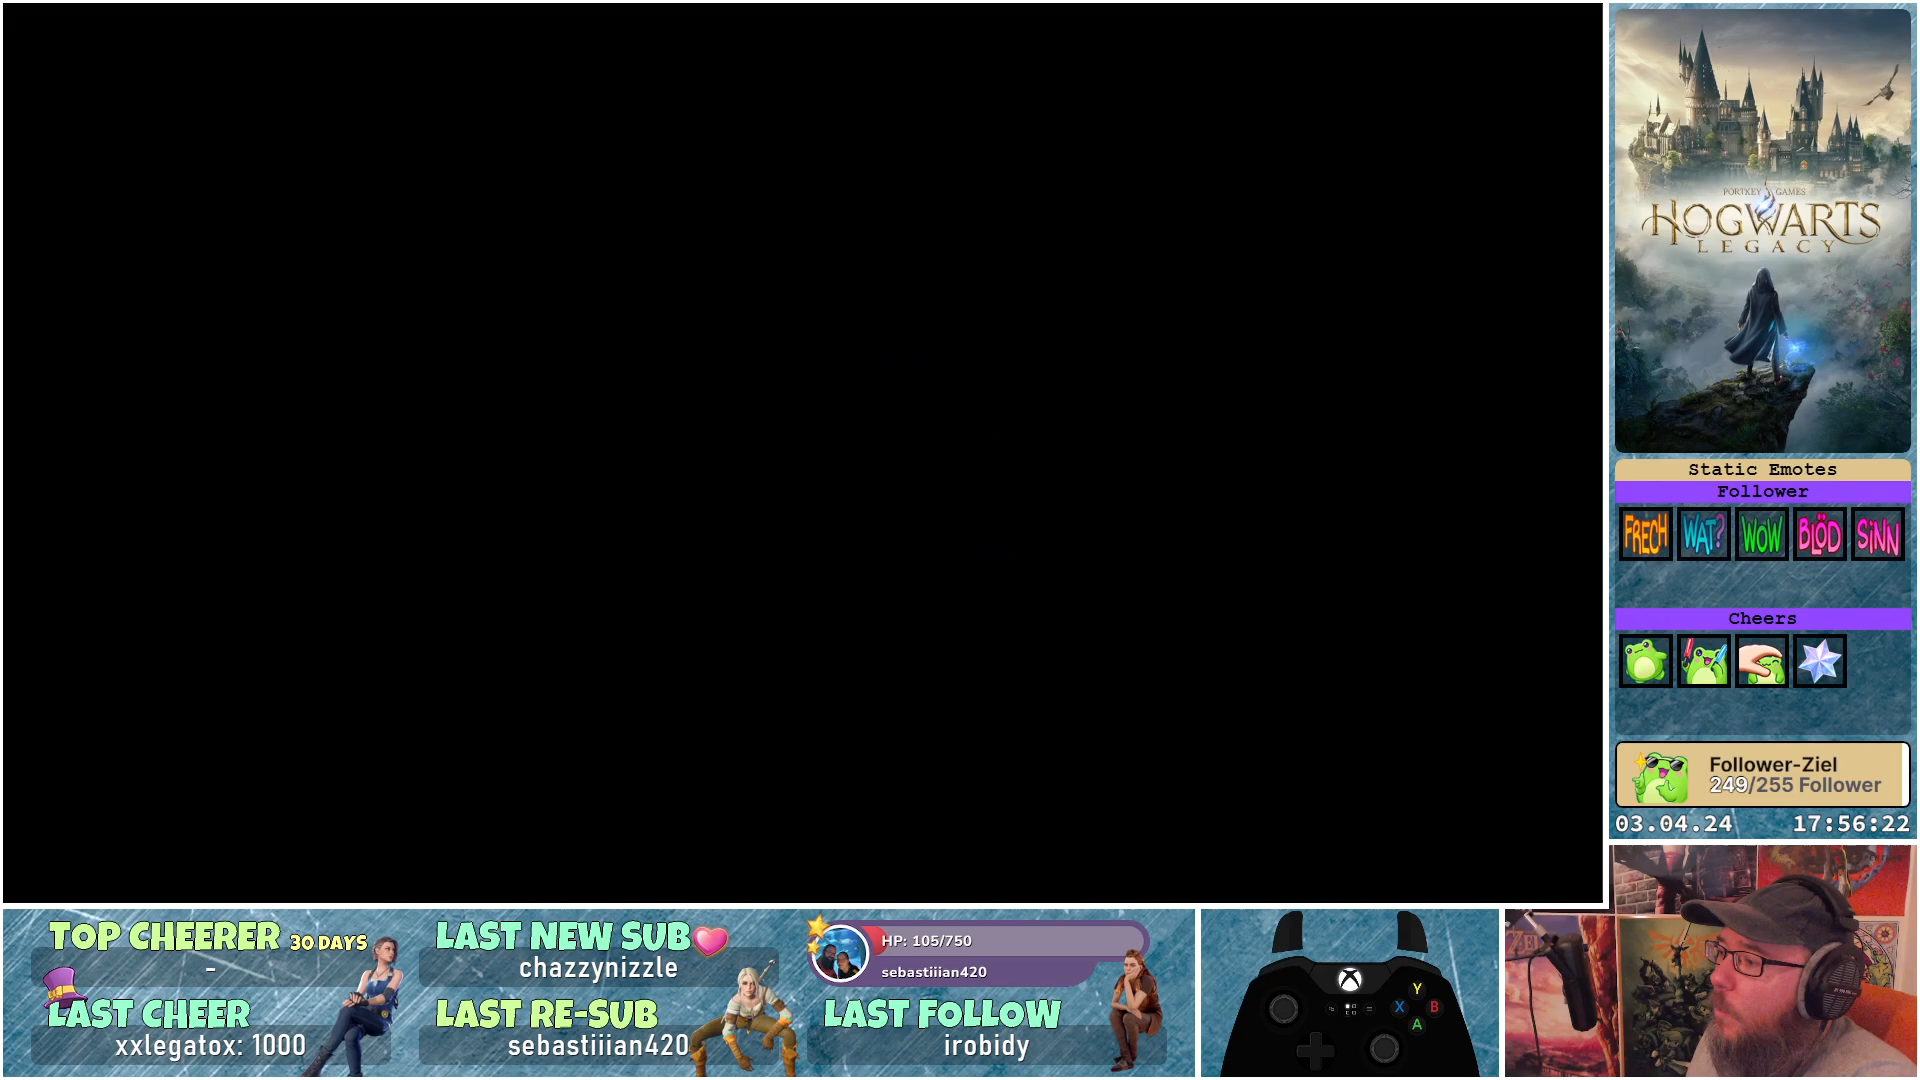 PORTKEY GAMES
HOGWARTS
LEGACY
Static Emotes
Follower
FRECH WAT? WOW BLÖD SINN
Cheers
Follower-Ziel
249/255 Follower
03.04.24 17:56:22
TOP CHEERER 30 DAYS
-
LAST CHEER
xxlegatox: 1000
LAST NEW SUB
chazzynizzle
LAST RE-SUB
sebastiiian420
HP: 105/750
sebastiiian420
LAST FOLLOW
irobidy
Y
X B
A